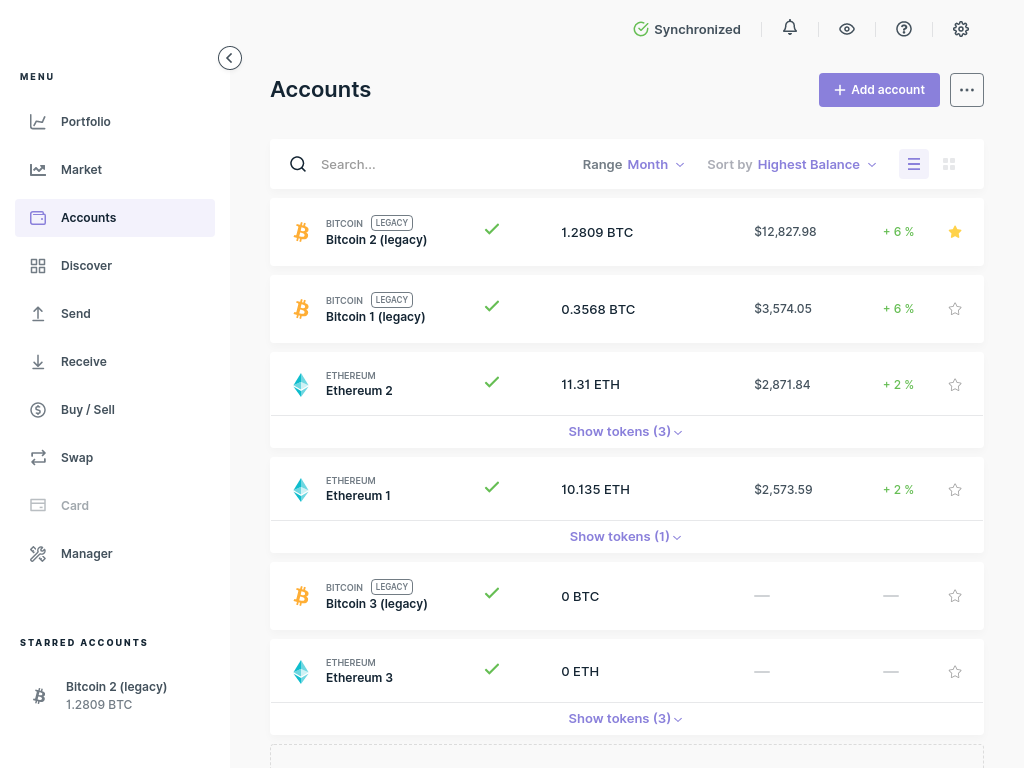 Synchronized
MENU
Portfolio
Market
Accounts
Discover
Send
Receive
Buy / Sell
Swap
Card
Manager
STARRED ACCOUNTS
Bitcoin 2 (legacy)
1.2809 BTC
Accounts
Add account
Search...
Range Month
Sort by Highest Balance
BITCOIN LEGACY
Bitcoin 2 (legacy)
1.2809 BTC
$12,827.98
+ 6 %
BITCOIN LEGACY
Bitcoin 1 (legacy)
0.3568 BTC
$3,574.05
+ 6 %
ETHEREUM
Ethereum 2
11.31 ETH
$2,871.84
+ 2 %
Show tokens (3)
ETHEREUM
Ethereum 1
10.135 ETH
$2,573.59
+ 2 %
Show tokens (1)
BITCOIN LEGACY
Bitcoin 3 (legacy)
0 BTC
—
—
ETHEREUM
Ethereum 3
0 ETH
—
—
Show tokens (3)